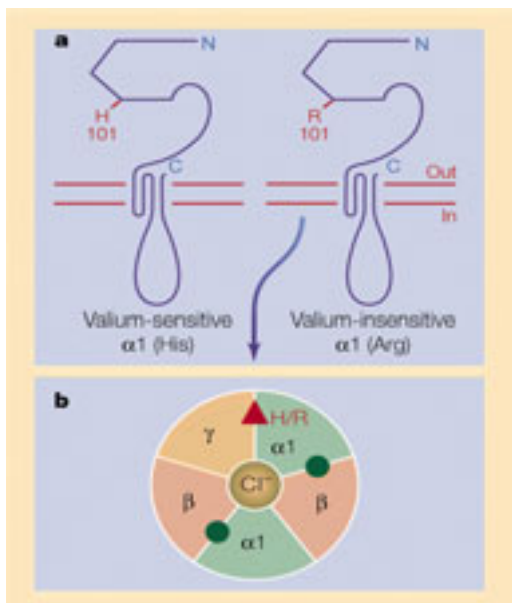 a
N N
H R
101 101
C C Out
In
Valium-sensitive Valium-insensitive
α1 (His) α1 (Arg)
b
H/R
γ α1
Cl⁻
β β
α1